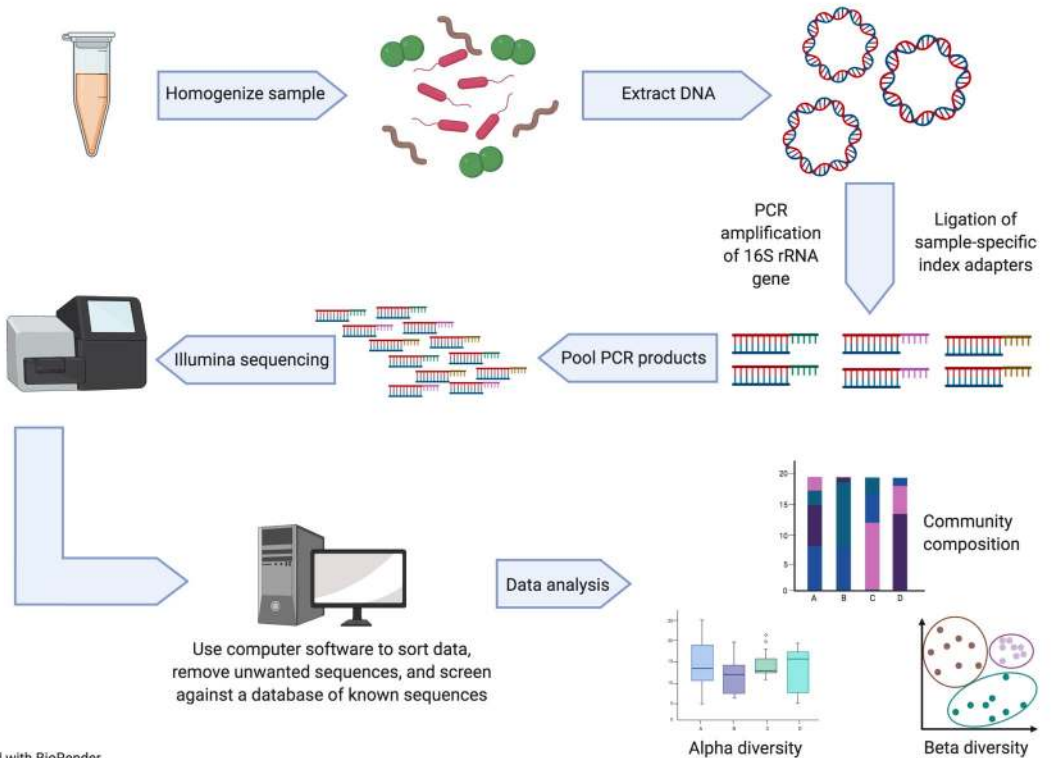 Homogenize sample
Extract DNA
PCR
amplification
of 16S rRNA
gene
Ligation of
sample-specific
index adapters
Illumina sequencing
Pool PCR products
Use computer software to sort data,
remove unwanted sequences, and screen
against a database of known sequences
Data analysis
20
15
10
5
0
A B C D
Community
composition
A B C D
Alpha diversity
Beta diversity
with BioRender